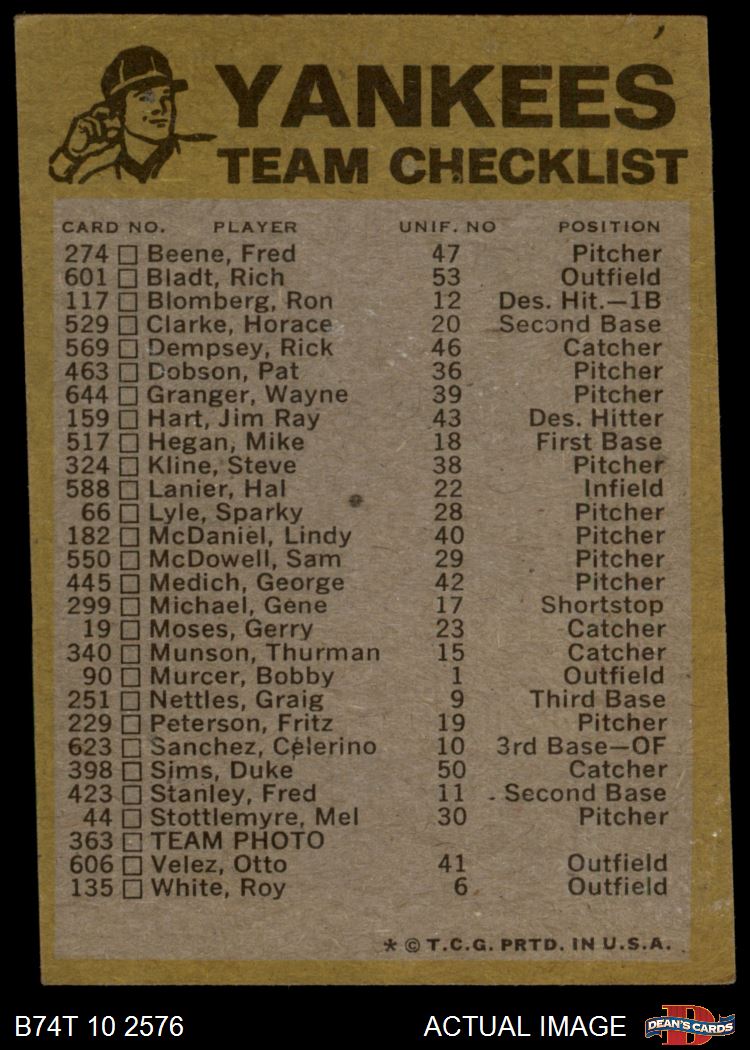 YANKEES
TEAM CHECKLIST
CARD NO. PLAYER UNIF. NO POSITION
274 Beene, Fred 47 Pitcher
601 Bladt, Rich 53 Outfield
117 Blomberg, Ron 12 Des. Hit.—1B
529 Clarke, Horace 20 Second Base
569 Dempsey, Rick 46 Catcher
463 Dobson, Pat 36 Pitcher
644 Granger, Wayne 39 Pitcher
159 Hart, Jim Ray 43 Des. Hitter
517 Hegan, Mike 18 First Base
324 Kline, Steve 38 Pitcher
588 Lanier, Hal 22 Infield
66 Lyle, Sparky 28 Pitcher
182 McDaniel, Lindy 40 Pitcher
550 McDowell, Sam 29 Pitcher
445 Medich, George 42 Pitcher
299 Michael, Gene 17 Shortstop
19 Moses, Gerry 23 Catcher
340 Munson, Thurman 15 Catcher
90 Murcer, Bobby 1 Outfield
251 Nettles, Graig 9 Third Base
229 Peterson, Fritz 19 Pitcher
623 Sanchez, Celerino 10 3rd Base—OF
398 Sims, Duke 50 Catcher
423 Stanley, Fred 11 Second Base
44 Stottlemyre, Mel 30 Pitcher
363 TEAM PHOTO
606 Velez, Otto 41 Outfield
135 White, Roy 6 Outfield
* © T.C.G. PRTD. IN U.S.A.
B74T 10 2576 ACTUAL IMAGE D DEAN'S CARDS